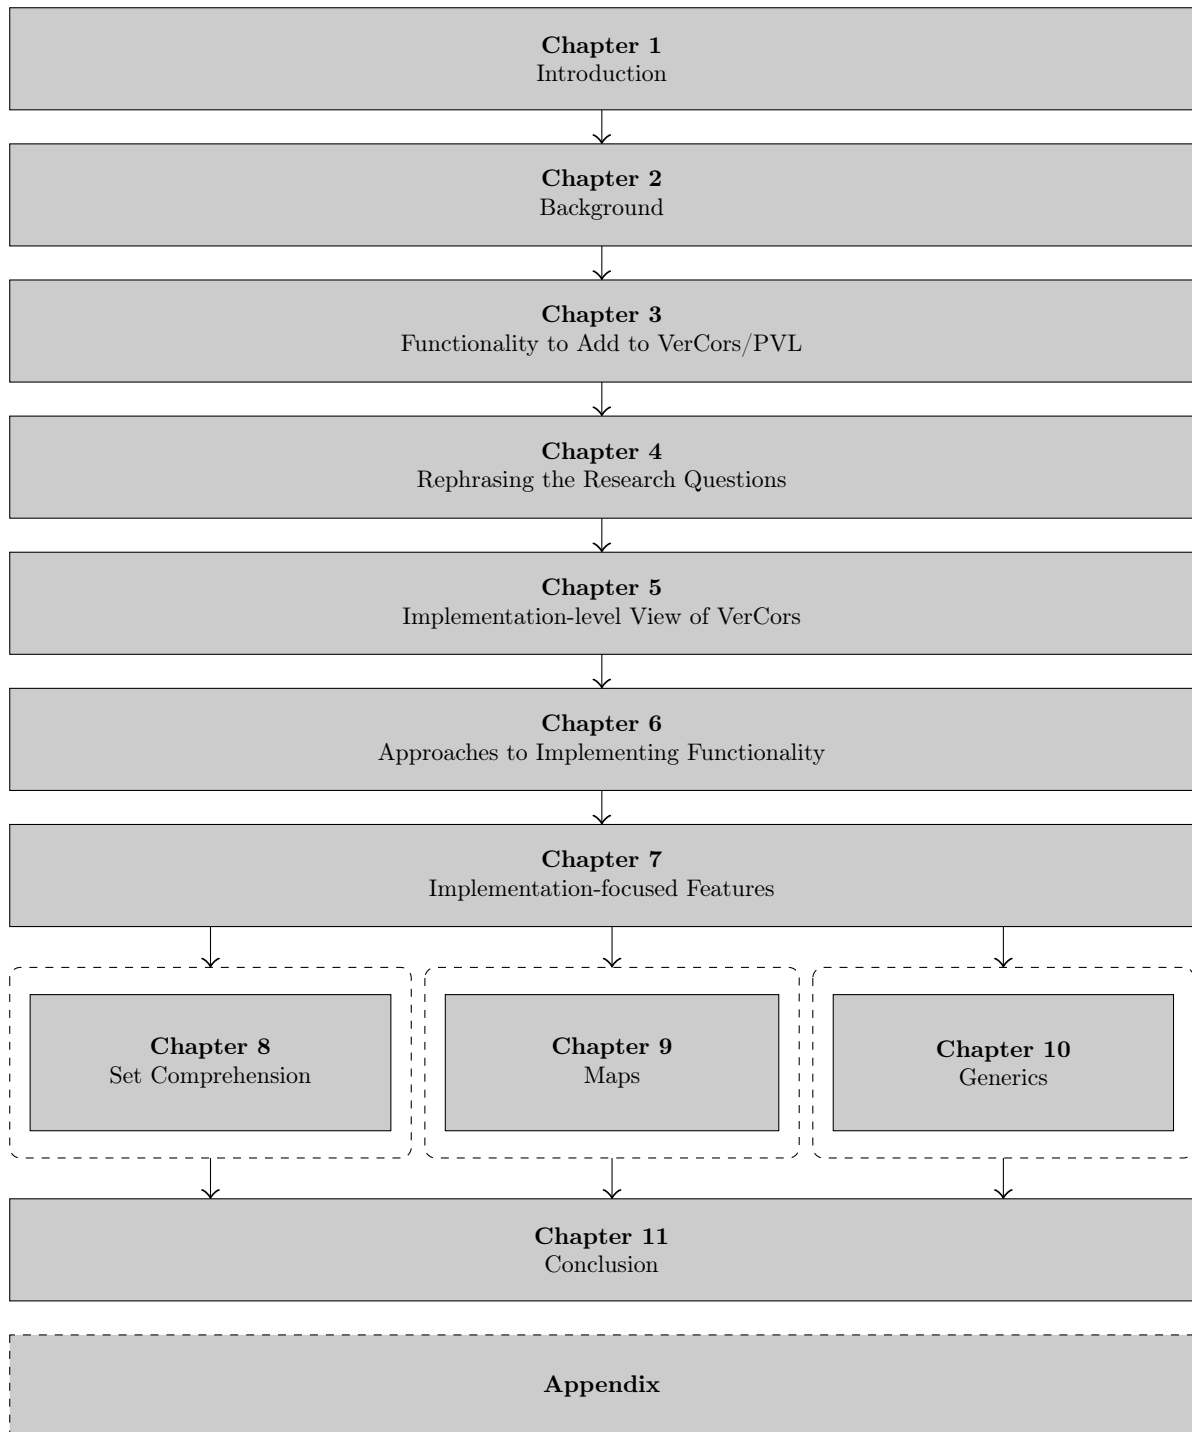 Chapter 1
Introduction
Chapter 2
Background
Chapter 3
Functionality to Add to VerCors/PVL
Chapter 4
Rephrasing the Research Questions
Chapter 5
Implementation-level View of VerCors
Chapter 6
Approaches to Implementing Functionality
Chapter 7
Implementation-focused Features
Chapter 8
Set Comprehension
Chapter 9
Maps
Chapter 10
Generics
Chapter 11
Conclusion
Appendix